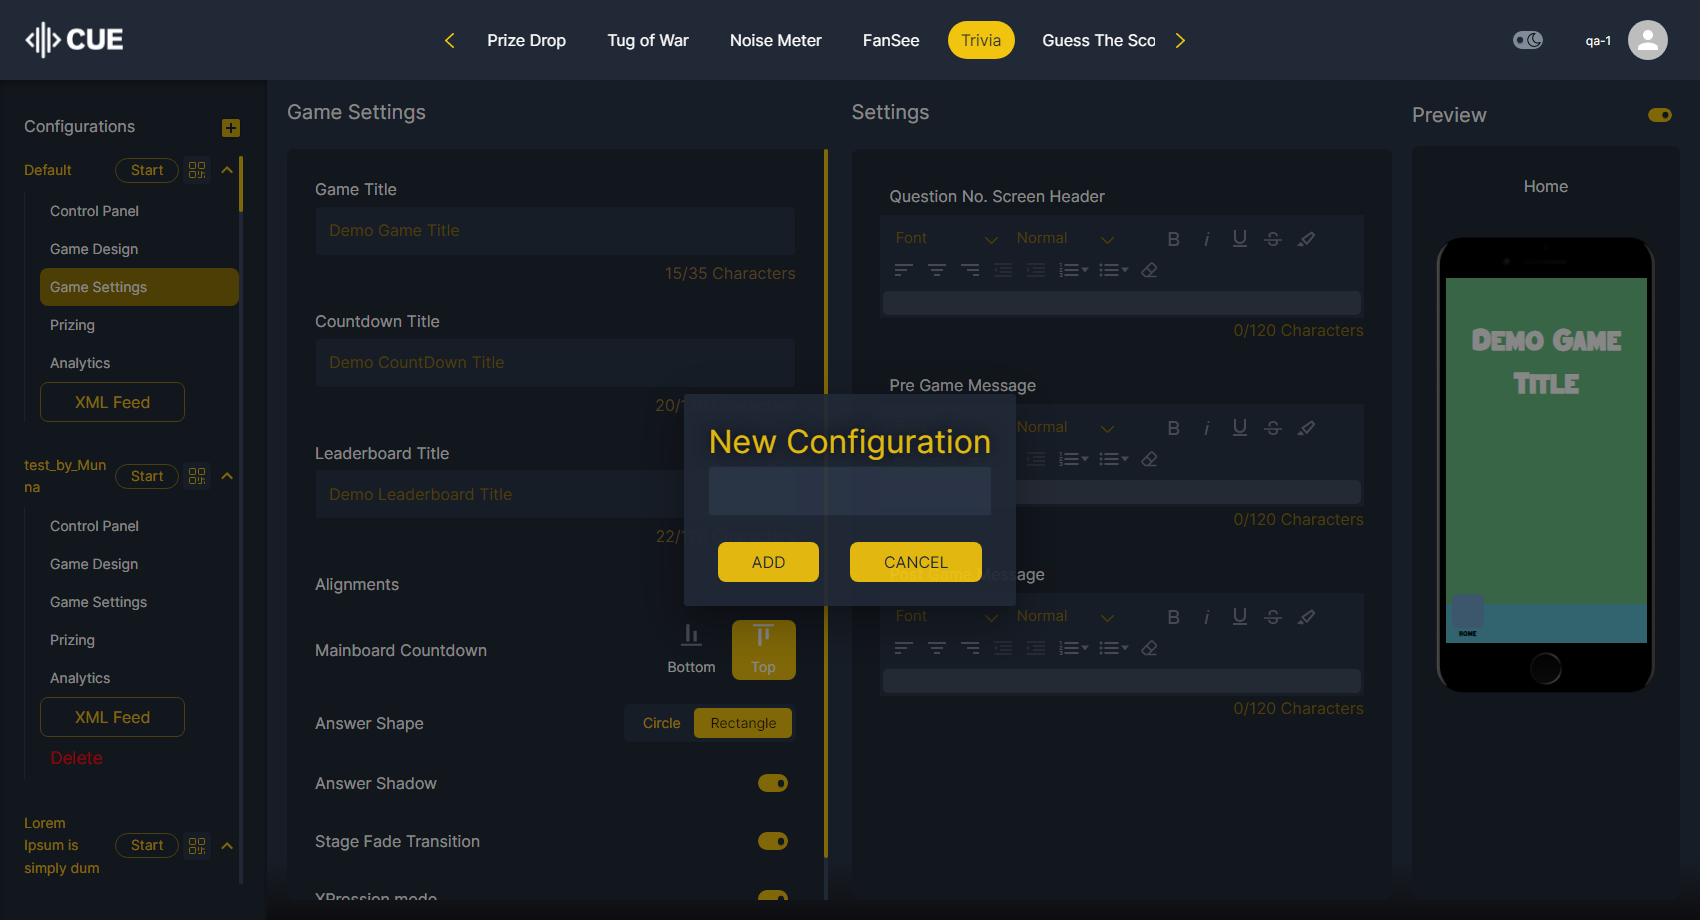 CUE
Prize Drop
Tug of War
Noise Meter
FanSee
Trivia
Guess The Sco
qa-1
Configurations
Default
Start
Control Panel
Game Design
Game Settings
Prizing
Analytics
XML Feed
test_by_Mun
na
Start
Control Panel
Game Design
Game Settings
Prizing
Analytics
XML Feed
Delete
Lorem
Ipsum is
simply dum
Start
Game Settings
Game Title
Demo Game Title
15/35 Characters
Countdown Title
Demo CountDown Title
20/
Leaderboard Title
Demo Leaderboard Title
22/
Alignments
Mainboard Countdown
Bottom
Top
Answer Shape
Circle
Rectangle
Answer Shadow
Stage Fade Transition
XPression mode
New Configuration
ADD
CANCEL
Settings
Question No. Screen Header
Font
Normal
B i U S
0/120 Characters
Pre Game Message
Normal
B i U S
0/120 Characters
Post Game Message
Font
Normal
B i U S
0/120 Characters
Preview
Home
Demo Game
Title
HOME